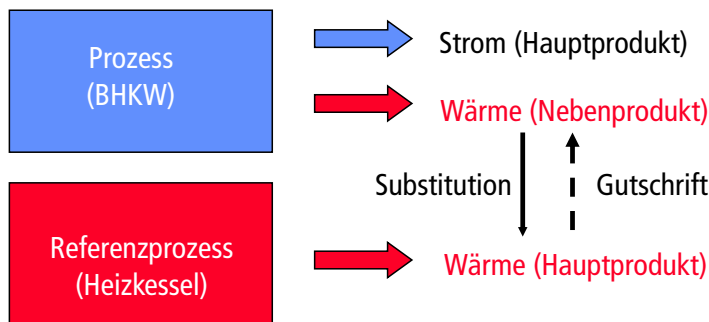 Prozess
(BHKW)
Strom (Hauptprodukt)
Wärme (Nebenprodukt)
Substitution
Gutschrift
Referenzprozess
(Heizkessel)
Wärme (Hauptprodukt)